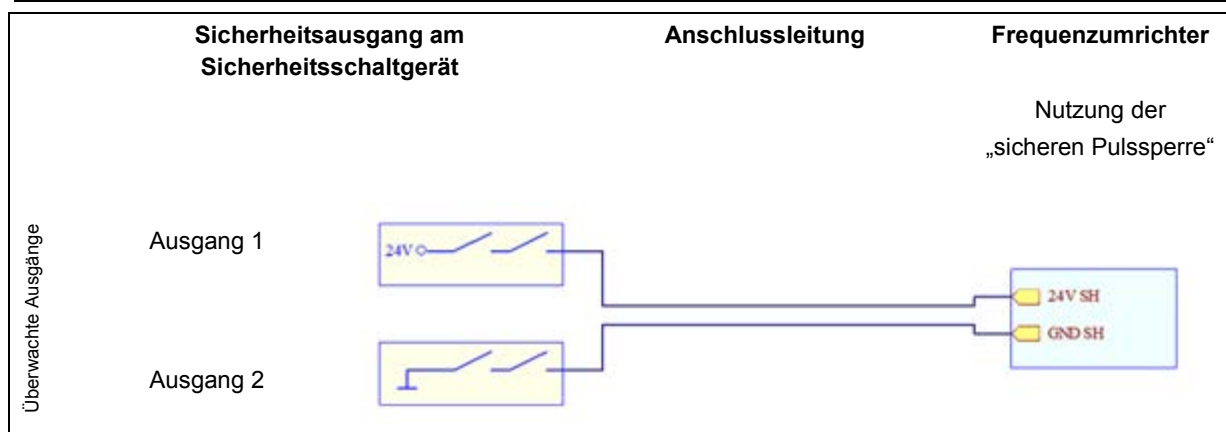 Sicherheitsausgang am
Sicherheitsschaltgerät
Anschlussleitung
Frequenzumrichter
Nutzung der
„sicheren Pulssperre“
Überwachte Ausgänge
Ausgang 1
24V
24V SH
GND SH
Ausgang 2